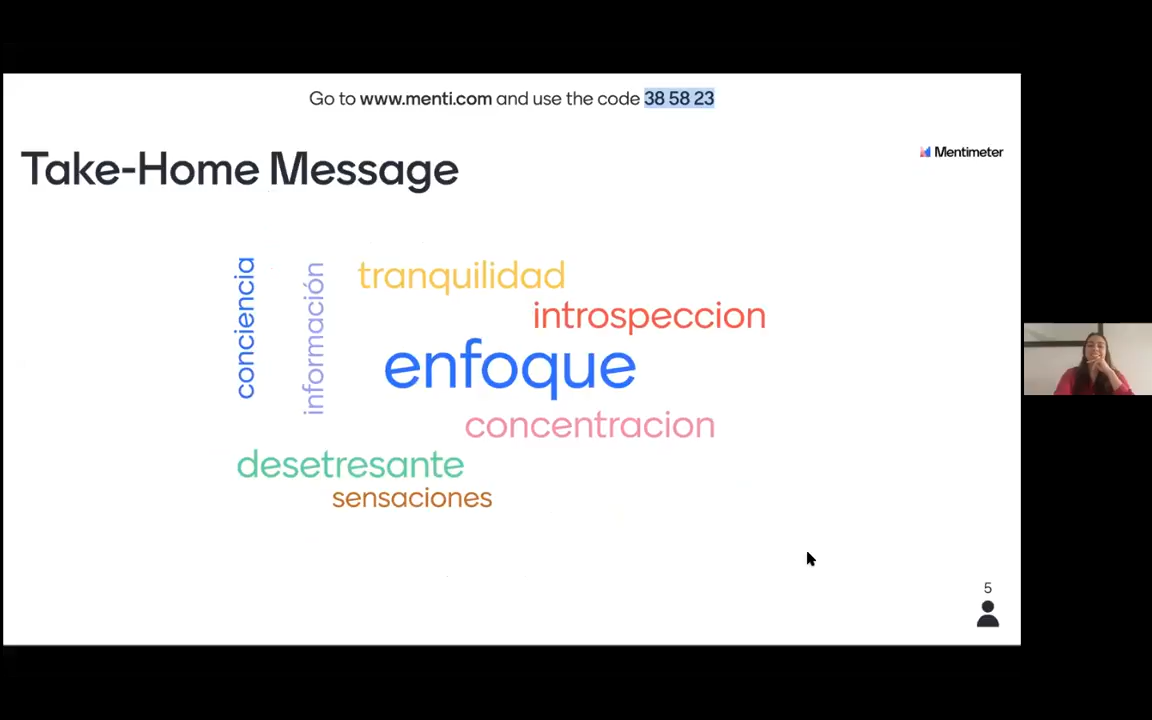 Go to www.menti.com and use the code 38 58 23
Take-Home Message
Mentimeter
conciencia
información
tranquilidad
introspeccion
enfoque
concentracion
desetresante
sensaciones
5